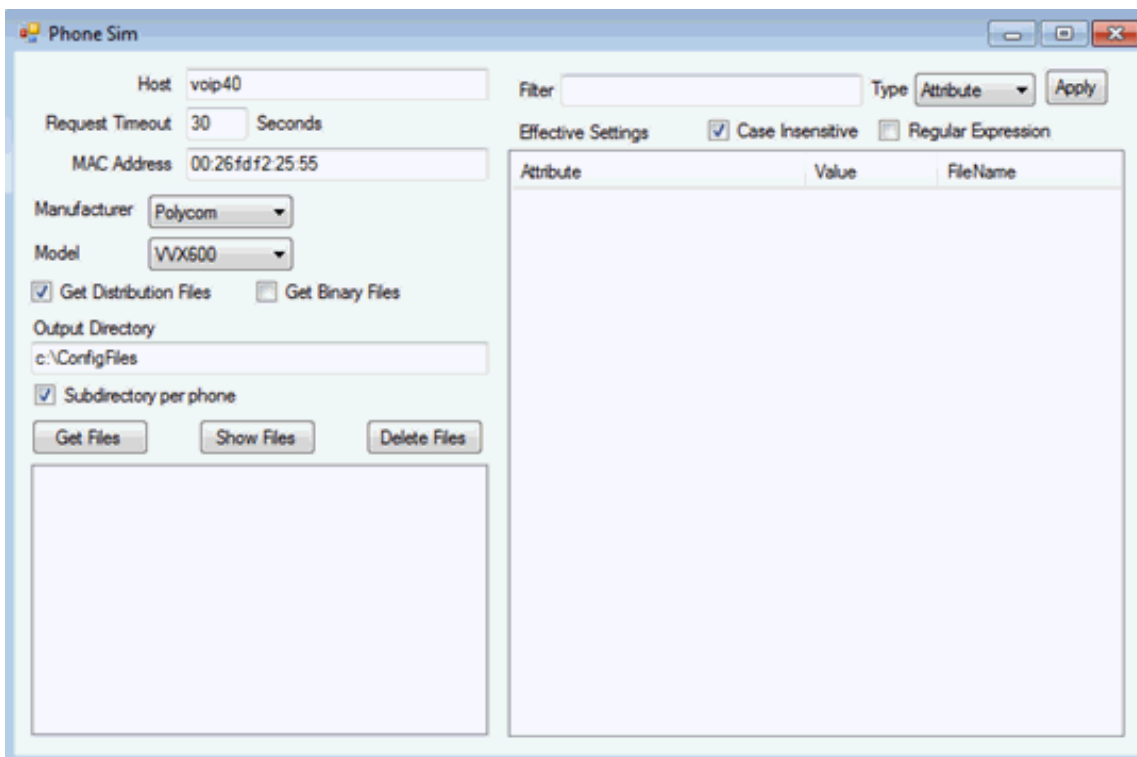 Phone Sim
Host voip40
Request Timeout 30 Seconds
MAC Address 00:26:fd:f2:25:55
Manufacturer Polycom
Model VVX600
Get Distribution Files Get Binary Files
Output Directory
c:\ConfigFiles
Subdirectory per phone
Get Files Show Files Delete Files
Filter Type Attribute Apply
Effective Settings Case Insensitive Regular Expression
Attribute Value FileName